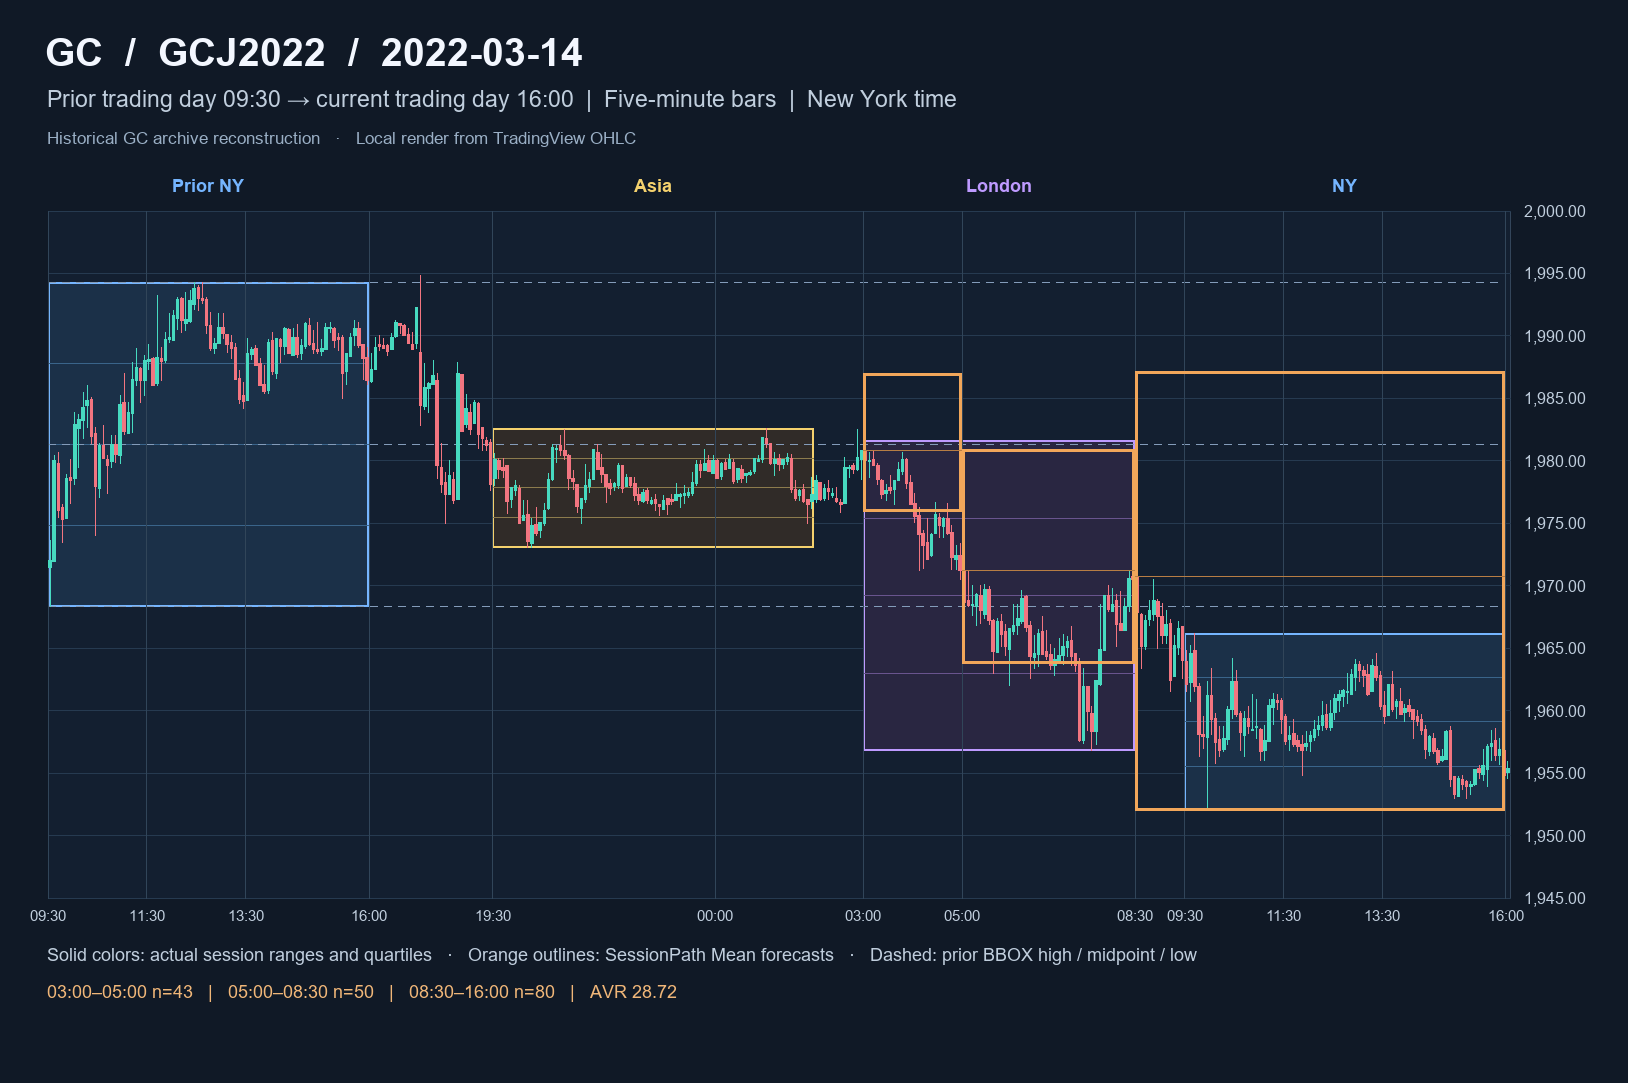 GC / GCJ2022 / 2022-03-14
Prior trading day 09:30 → current trading day 16:00 | Five-minute bars | New York time
Historical GC archive reconstruction · Local render from TradingView OHLC
Prior NY Asia London NY
2,000.00
1,995.00
1,990.00
1,985.00
1,980.00
1,975.00
1,970.00
1,965.00
1,960.00
1,955.00
1,950.00
1,945.00
09:30 11:30 13:30 16:00 19:30 00:00 03:00 05:00 08:30 09:30 11:30 13:30 16:00
Solid colors: actual session ranges and quartiles · Orange outlines: SessionPath Mean forecasts · Dashed: prior BBOX high / midpoint / low
03:00–05:00 n=43 | 05:00–08:30 n=50 | 08:30–16:00 n=80 | AVR 28.72